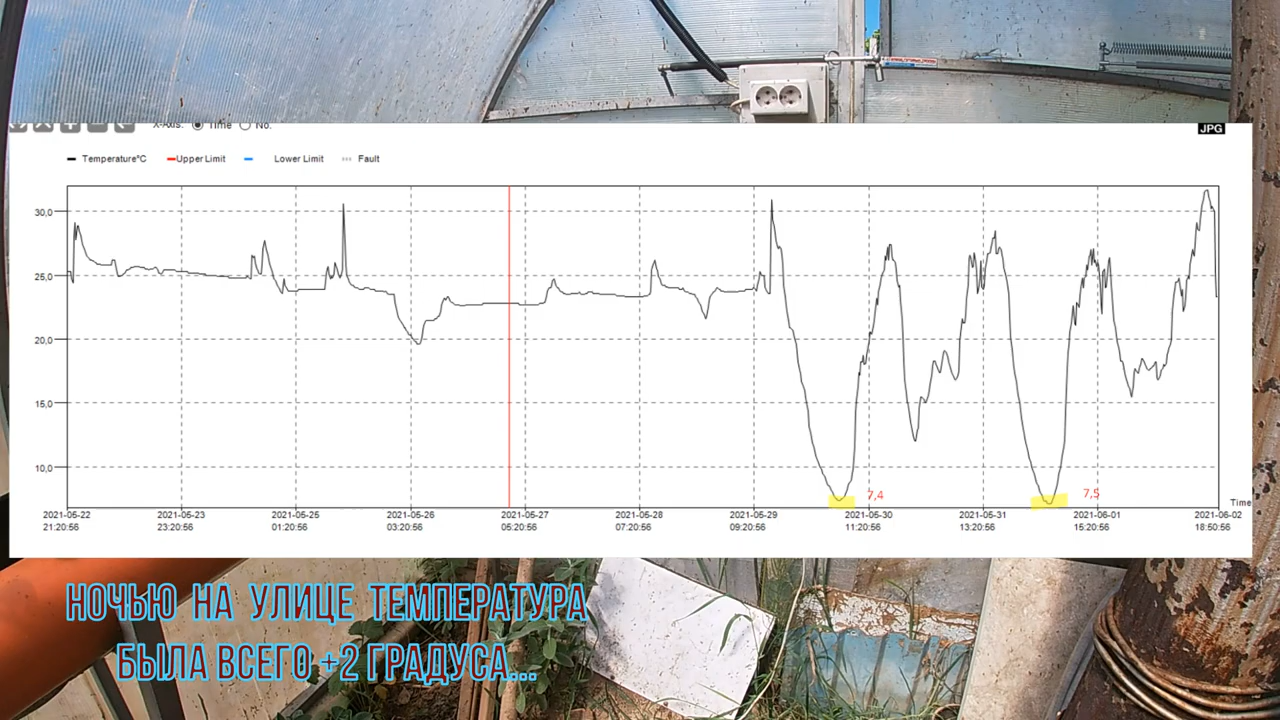 X-Axis: Time No.
JPG
Temperature°C Upper Limit Lower Limit Fault
30,0
25,0
20,0
15,0
10,0
7,4
7,5
Time
2021-05-22 2021-05-23 2021-05-25 2021-05-26 2021-05-27 2021-05-28 2021-05-29 2021-05-30 2021-05-31 2021-06-01 2021-06-02
21:20:56 23:20:56 01:20:56 03:20:56 05:20:56 07:20:56 09:20:56 11:20:56 13:20:56 15:20:56 18:50:56
НОЧЬЮ НА УЛИЦЕ ТЕМПЕРАТУРА
БЫЛА ВСЕГО +2 ГРАДУСА...